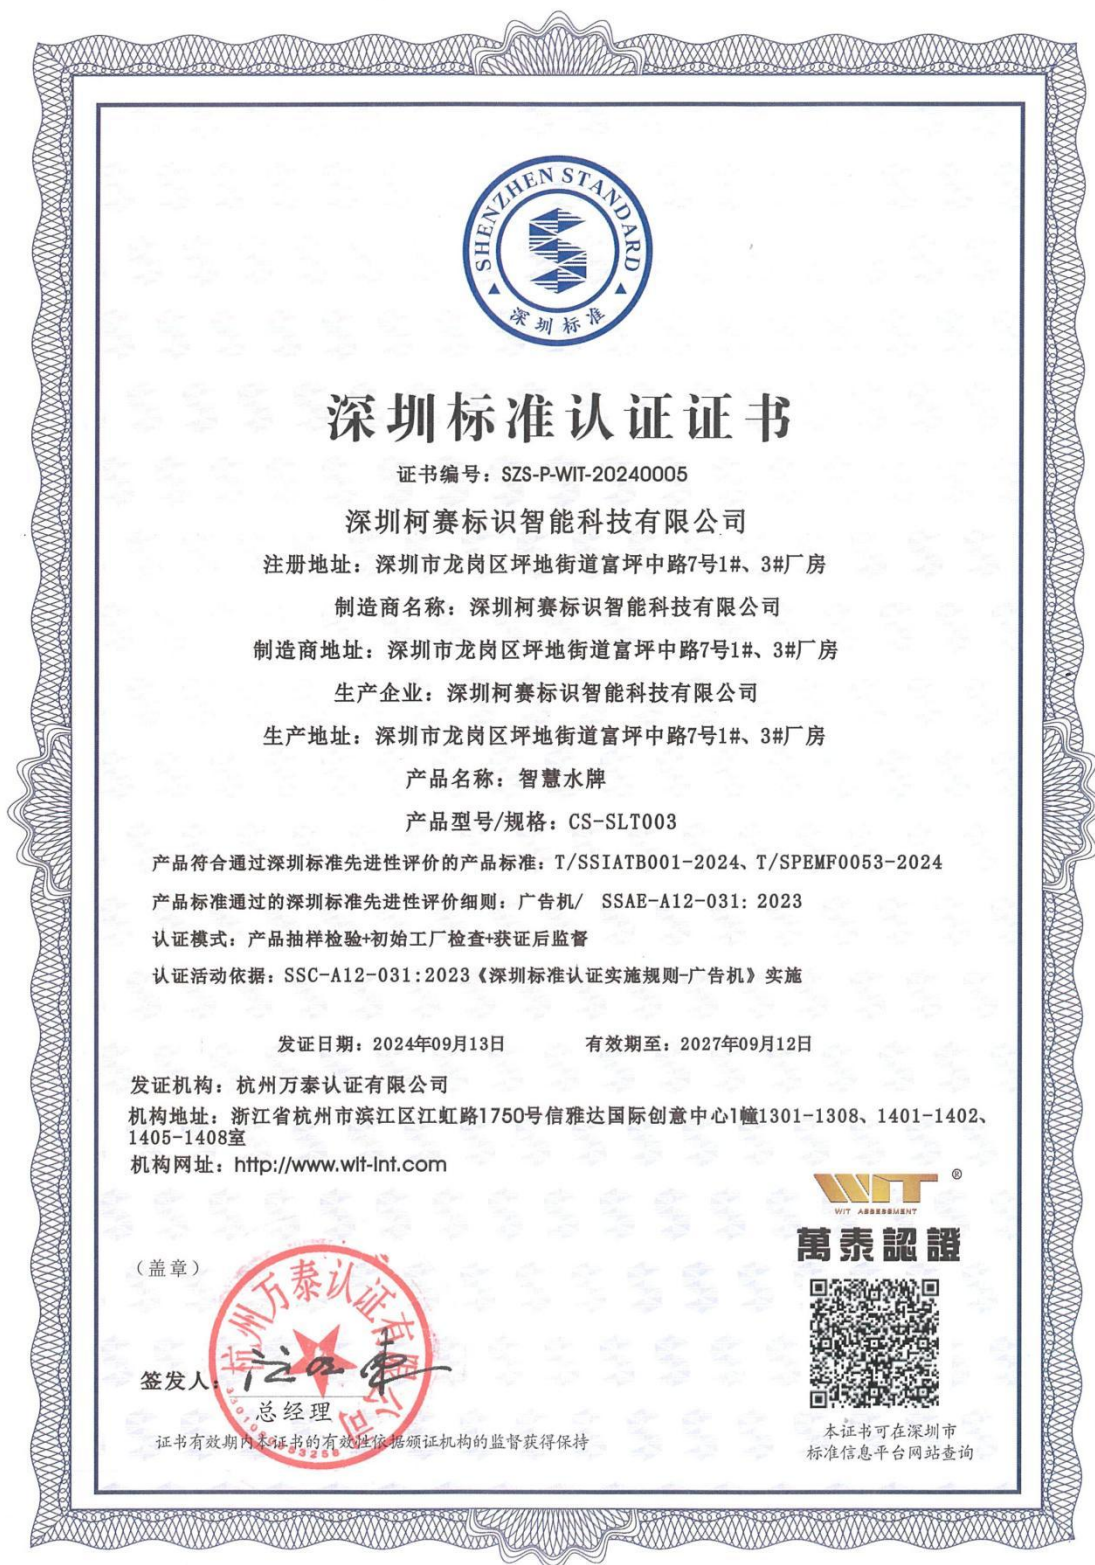 SHENZHEN STANDARD
深圳标准
深圳标准认证证书
证书编号：SZS-P-WIT-20240005
深圳柯赛标识智能科技有限公司
注册地址：深圳市龙岗区坪地街道富坪中路7号1#、3#厂房
制造商名称：深圳柯赛标识智能科技有限公司
制造商地址：深圳市龙岗区坪地街道富坪中路7号1#、3#厂房
生产企业：深圳柯赛标识智能科技有限公司
生产地址：深圳市龙岗区坪地街道富坪中路7号1#、3#厂房
产品名称：智慧水牌
产品型号/规格：CS-SLT003
产品符合通过深圳标准先进性评价的产品标准：T/SSIATB001-2024、T/SPEMF0053-2024
产品标准通过的深圳标准先进性评价细则：广告机/ SSAE-A12-031：2023
认证模式：产品抽样检验+初始工厂检查+获证后监督
认证活动依据：SSC-A12-031:2023《深圳标准认证实施规则-广告机》实施
发证日期：2024年09月13日 有效期至：2027年09月12日
发证机构：杭州万泰认证有限公司
机构地址：浙江省杭州市滨江区江虹路1750号信雅达国际创意中心1幢1301-1308、1401-1402、
1405-1408室
机构网址：http://www.wit-int.com
WIT ®
WIT ASSESSMENT
萬泰認證
（盖章）
杭州万泰认证有限公司
签发人：
总经理
证书有效期内本证书的有效性依据颁证机构的监督获得保持
本证书可在深圳市
标准信息平台网站查询